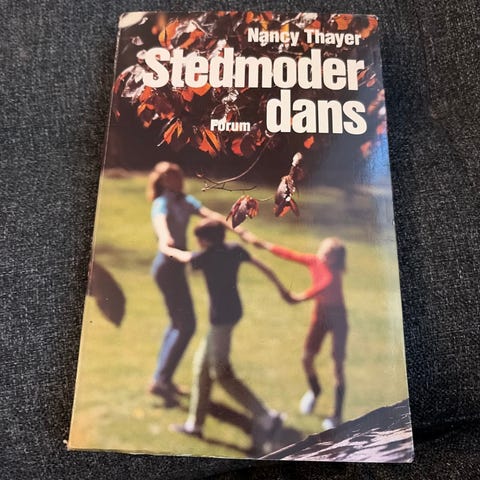 Nancy Thayer
Stedmoder
Forum dans